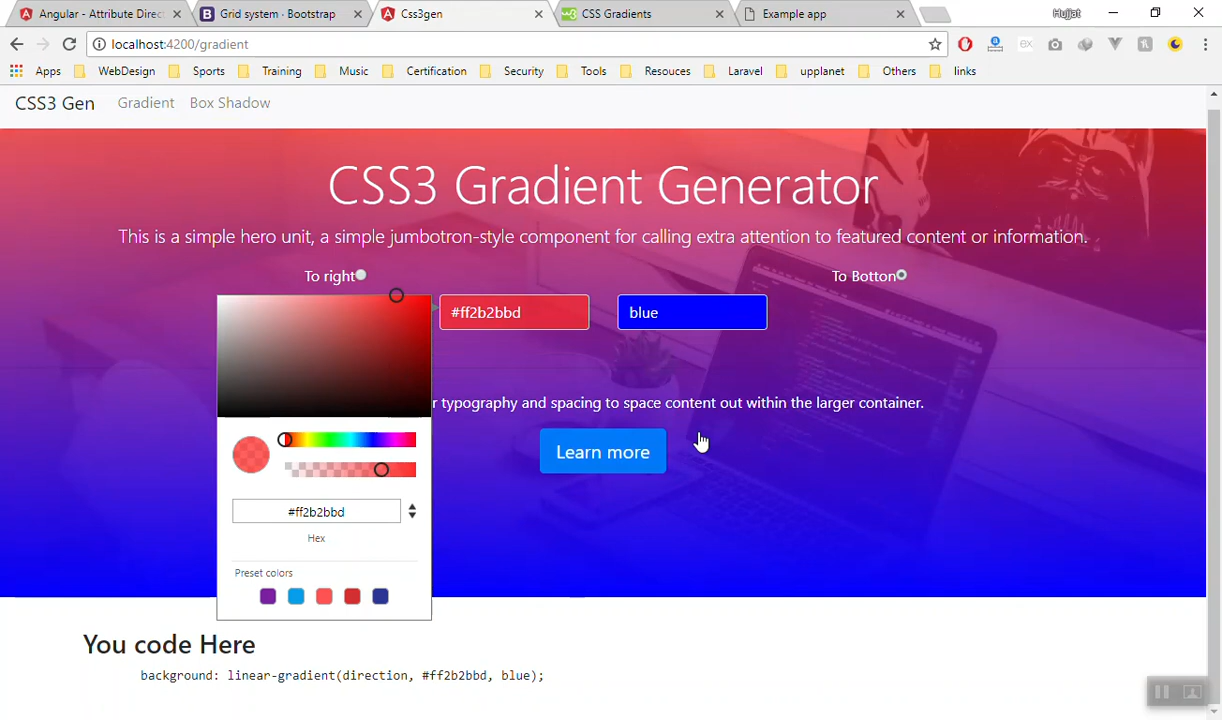 Angular - Attribute Direc
Grid system · Bootstrap
Css3gen
CSS Gradients
Example app
Hujjat
localhost:4200/gradient
Apps
WebDesign
Sports
Training
Music
Certification
Security
Tools
Resouces
Laravel
upplanet
Others
links
CSS3 Gen
Gradient
Box Shadow
CSS3 Gradient Generator
This is a simple hero unit, a simple jumbotron-style component for calling extra attention to featured content or information.
To right
To Botton
#ff2b2bbd
blue
r typography and spacing to space content out within the larger container.
Learn more
#ff2b2bbd
Hex
Preset colors
You code Here
background: linear-gradient(direction, #ff2b2bbd, blue);